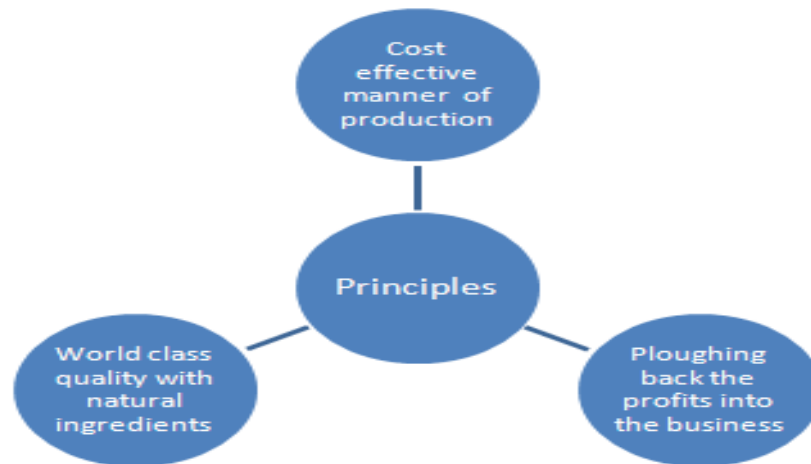 Cost
effective
manner of
production
Principles
World class
quality with
natural
ingredients
Ploughing
back the
profits into
the business